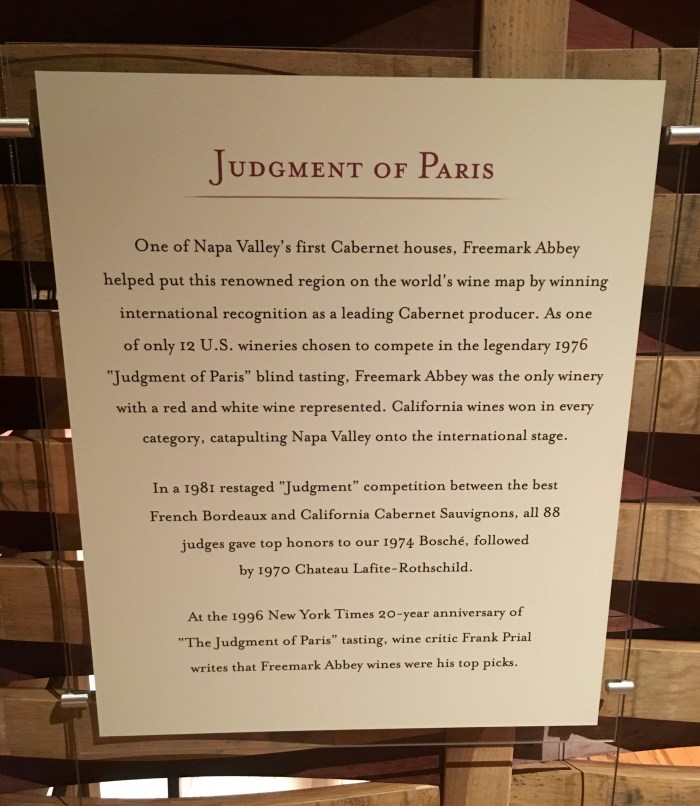 Judgment of Paris
One of Napa Valley's first Cabernet houses, Freemark Abbey
helped put this renowned region on the world's wine map by winning
international recognition as a leading Cabernet producer. As one
of only 12 U.S. wineries chosen to compete in the legendary 1976
"Judgment of Paris" blind tasting, Freemark Abbey was the only winery
with a red and white wine represented. California wines won in every
category, catapulting Napa Valley onto the international stage.
In a 1981 restaged "Judgment" competition between the best
French Bordeaux and California Cabernet Sauvignons, all 88
judges gave top honors to our 1974 Bosché, followed
by 1970 Chateau Lafite-Rothschild.
At the 1996 New York Times 20-year anniversary of
"The Judgment of Paris" tasting, wine critic Frank Prial
writes that Freemark Abbey wines were his top picks.